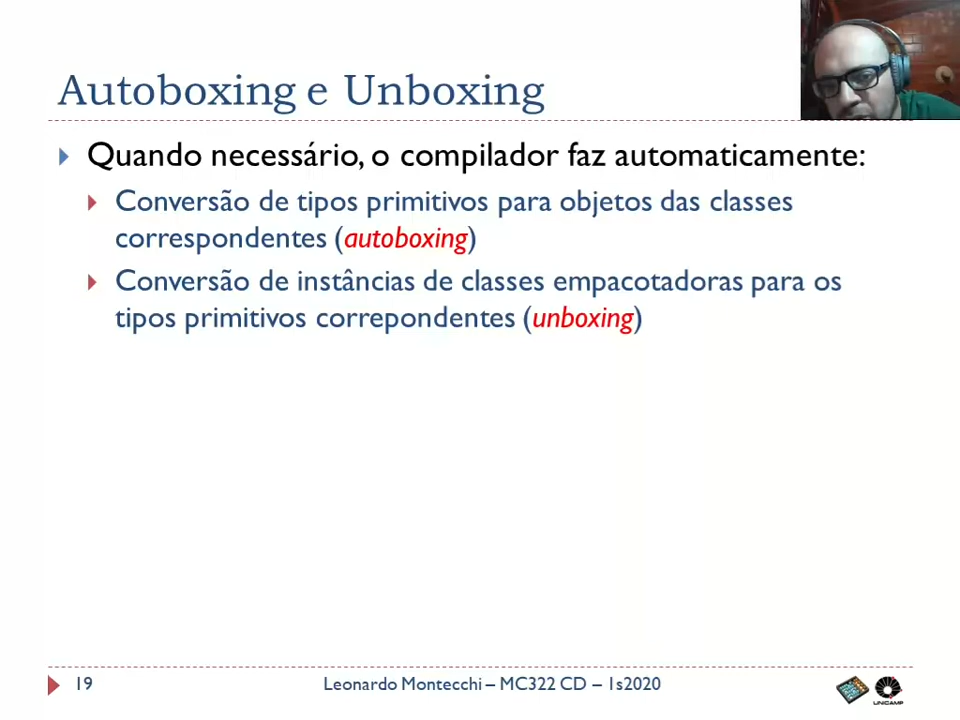 Autoboxing e Unboxing
Quando necessário, o compilador faz automaticamente:
Conversão de tipos primitivos para objetos das classes
correspondentes (autoboxing)
Conversão de instâncias de classes empacotadoras para os
tipos primitivos correpondentes (unboxing)
19
Leonardo Montecchi – MC322 CD – 1s2020
UNICAMP